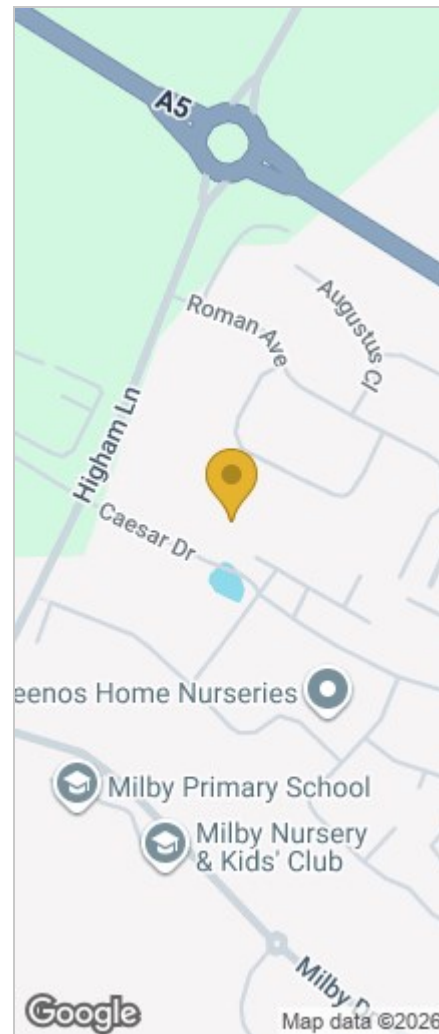 A5
Augustus Cl
Roman Ave
Higham Ln
Caesar Dr
eenos Home Nurseries
Milby Primary School
Milby Nursery
& Kids' Club
Milby
Google
Map data ©2026